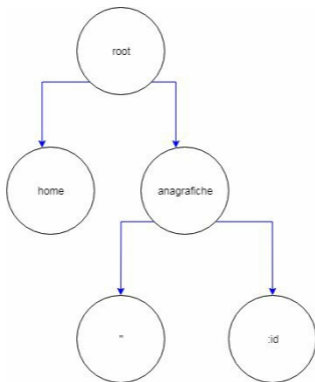 root
home
anagrafiche
''
:id